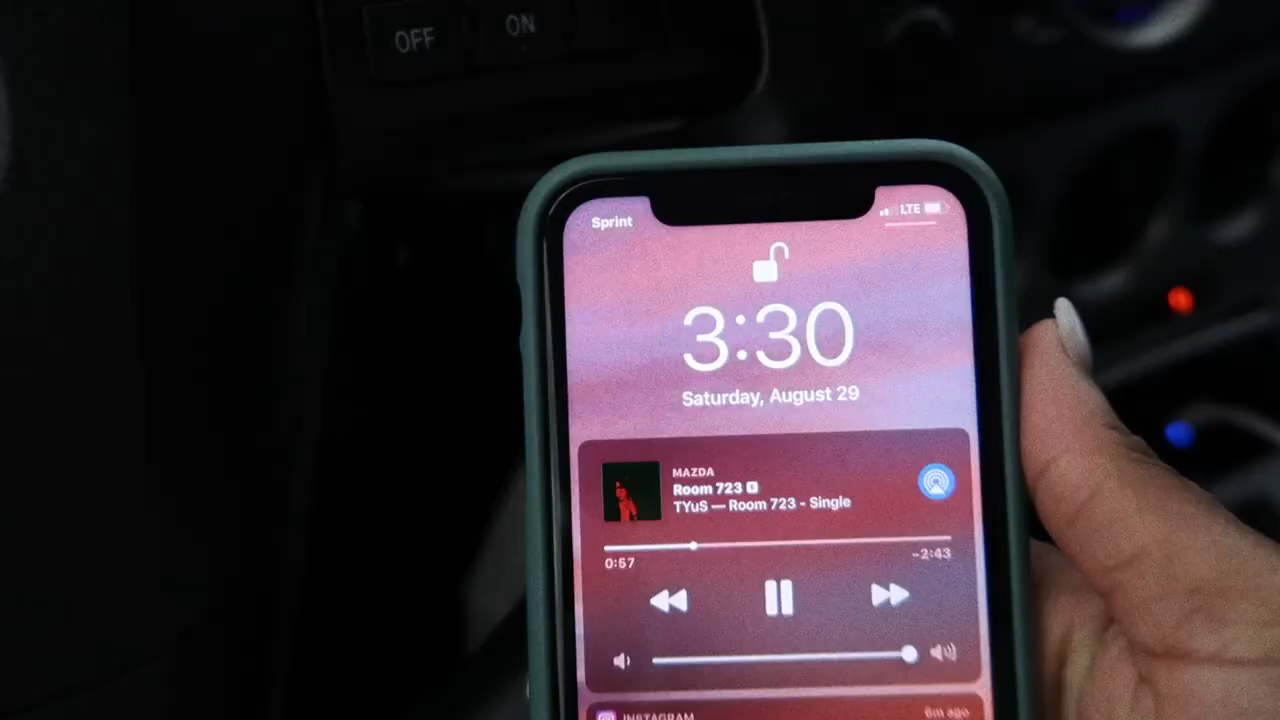 OFF ON
Sprint LTE
3:30
Saturday, August 29
MAZDA
Room 723 E
TYuS — Room 723 - Single
0:57 -2:43
INSTAGRAM 6m ago